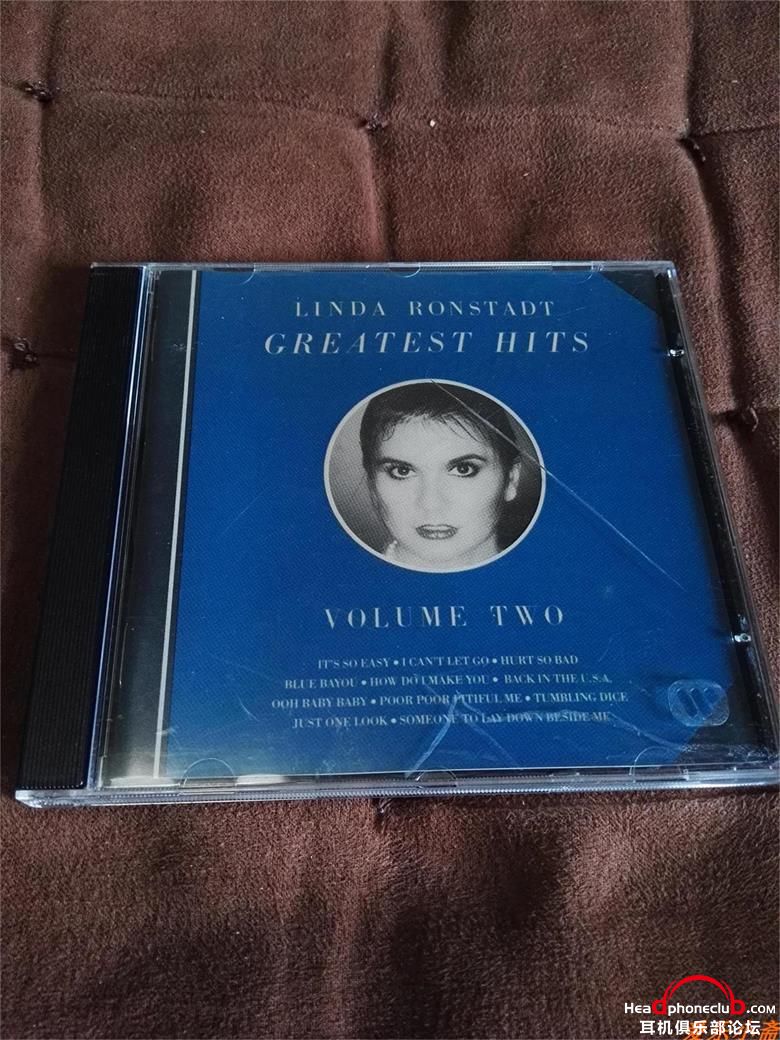 LINDA RONSTADT
GREATEST HITS
VOLUME TWO
IT'S SO EASY • I CAN'T LET GO • HURT SO BAD
BLUE BAYOU • HOW DO I MAKE YOU • BACK IN THE U.S.A.
OOH BABY BABY • POOR POOR PITIFUL ME • TUMBLING DICE
JUST ONE LOOK • SOMEONE TO LAY DOWN BESIDE ME
Headphoneclub.com
耳机俱乐部论坛